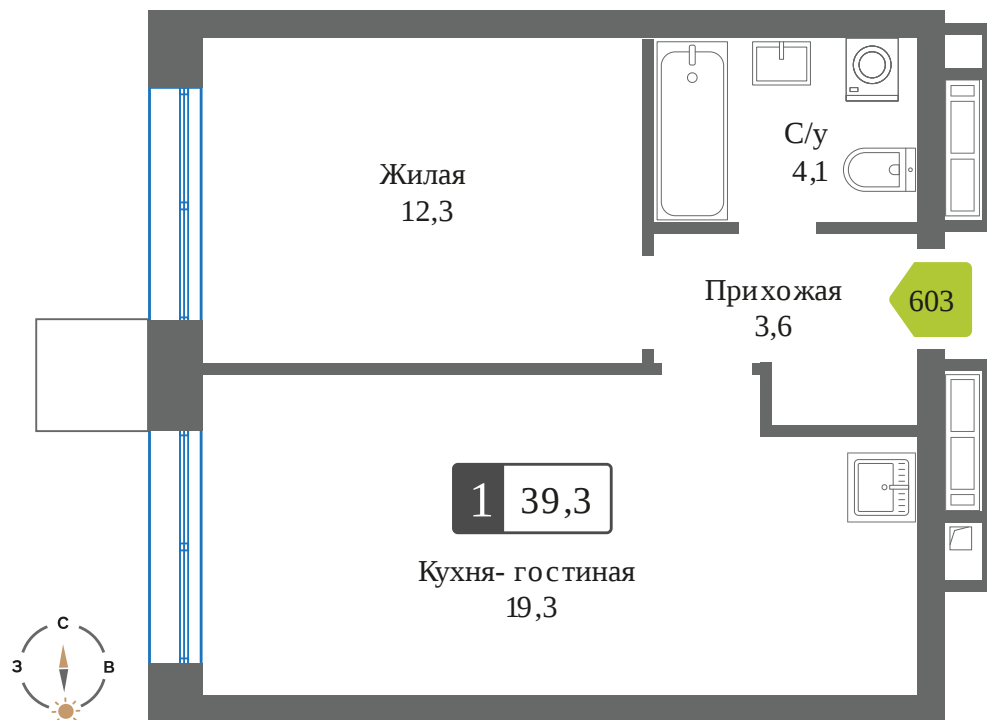 С/у
4,1
Жилая
12,3
Прихожая
3,6
603
1 39,3
Кухня- гостиная
19,3
С
З В